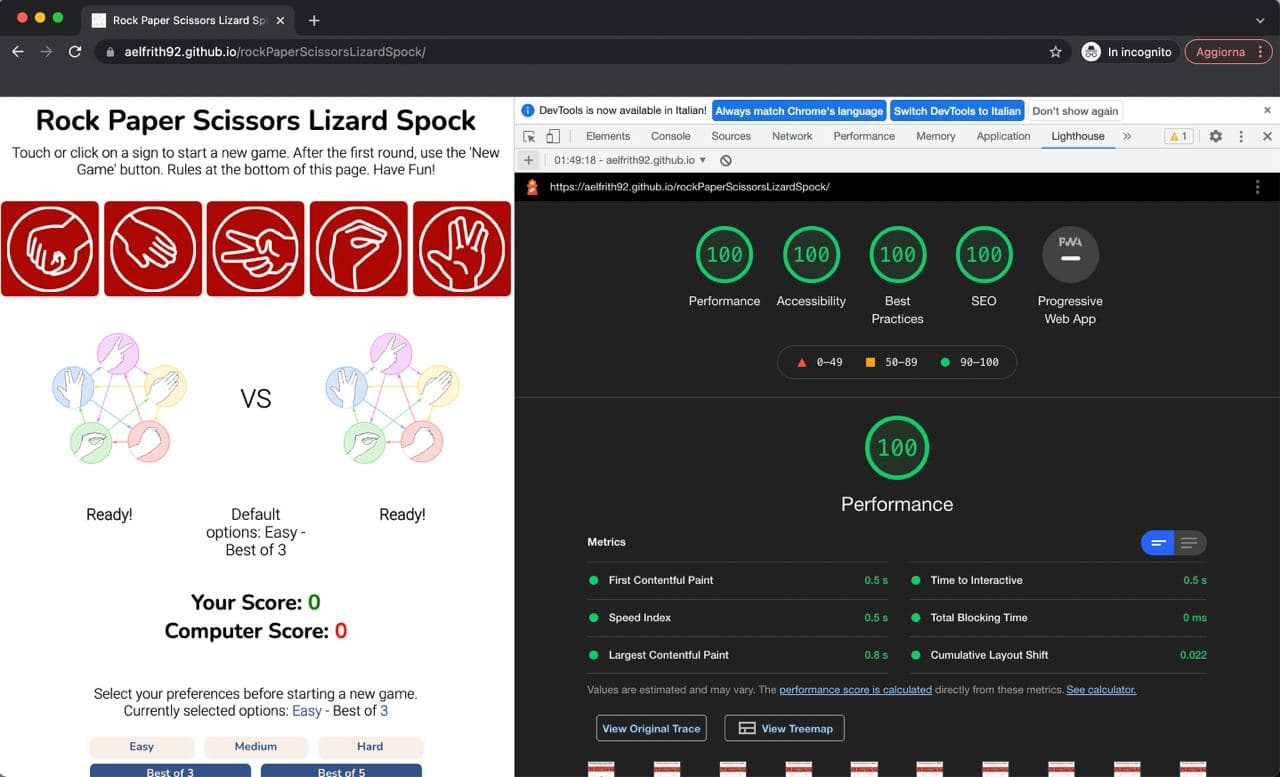 Rock Paper Scissors Lizard Sp
aelfrith92.github.io/rockPaperScissorsLizardSpock/
In incognito
Aggiorna
Rock Paper Scissors Lizard Spock
Touch or click on a sign to start a new game. After the first round, use the 'New
Game' button. Rules at the bottom of this page. Have Fun!
VS
Ready!
Default
options: Easy -
Best of 3
Ready!
Your Score: 0
Computer Score: 0
Select your preferences before starting a new game.
Currently selected options: Easy - Best of 3
Easy
Medium
Hard
Best of 3
Best of 5
DevTools is now available in Italian!
Always match Chrome's language
Switch DevTools to Italian
Don't show again
Elements
Console
Sources
Network
Performance
Memory
Application
Lighthouse
1
01:49:18 - aelfrith92.github.io
https://aelfrith92.github.io/rockPaperScissorsLizardSpock/
100
Performance
100
Accessibility
100
Best
Practices
100
SEO
PWA
Progressive
Web App
0–49
50–89
90–100
100
Performance
Metrics
First Contentful Paint
0.5 s
Time to Interactive
0.5 s
Speed Index
0.5 s
Total Blocking Time
0 ms
Largest Contentful Paint
0.8 s
Cumulative Layout Shift
0.022
Values are estimated and may vary. The performance score is calculated directly from these metrics. See calculator.
View Original Trace
View Treemap